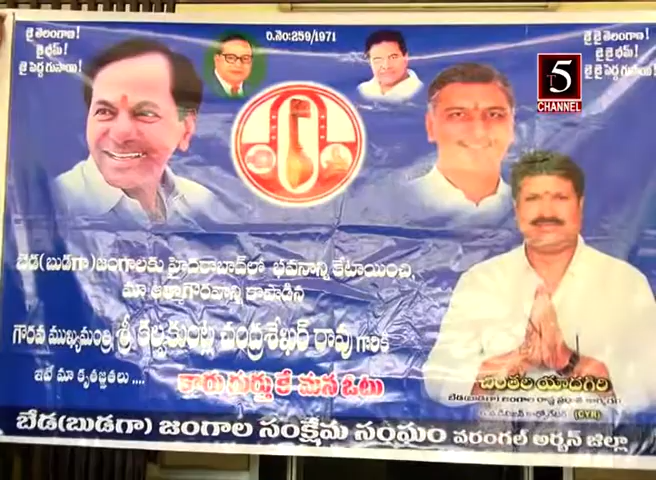 జై తెలంగాణ!
జై భీమ్!
జై పెద్ద గుసాయి..!
ర.నెం:259/1971
జై జై తెలంగాణ!
జై భీమ్!
5
CHANNEL
బేడ(బుడగా)జంగాలకు హైదరాబాద్‌లో భవనాన్ని కేటాయించి,
మా ఆత్మగౌరవాన్ని కాపాడిన
గౌరవ ముఖ్యమంత్రి శ్రీ కల్వకుంట్ల చంద్రశేఖర్ రావు గారికి
ఇవే మా కృతజ్ఞతలు....
కారు గుర్తుకే మన ఓటు
చింతల యాదగిరి
(CYR)
బేడ(బుడగా) జంగాల సంక్షేమ సంఘం వరంగల్ అర్బన్ జిల్లా